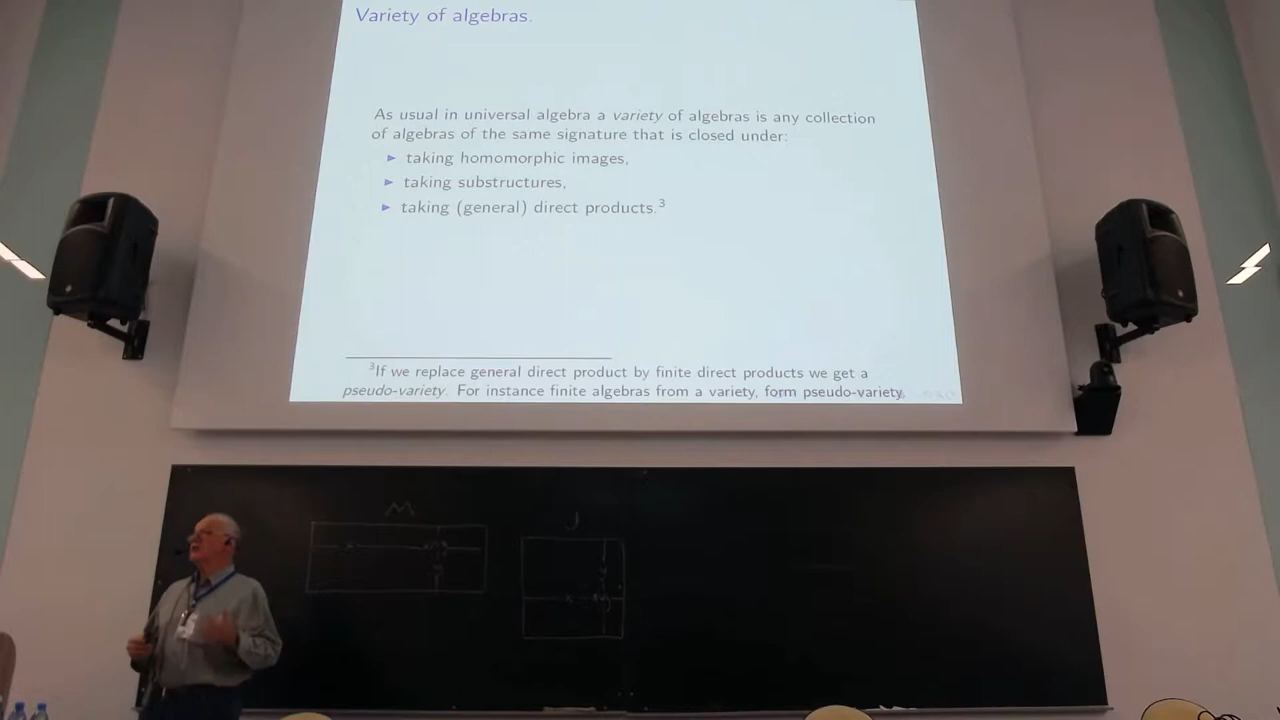 Variety of algebras.
As usual in universal algebra a variety of algebras is any collection
of algebras of the same signature that is closed under:
▶ taking homomorphic images,
▶ taking substructures,
▶ taking (general) direct products.³
³If we replace general direct product by finite direct products we get a
pseudo-variety. For instance finite algebras from a variety, form pseudo-variety.
M
J